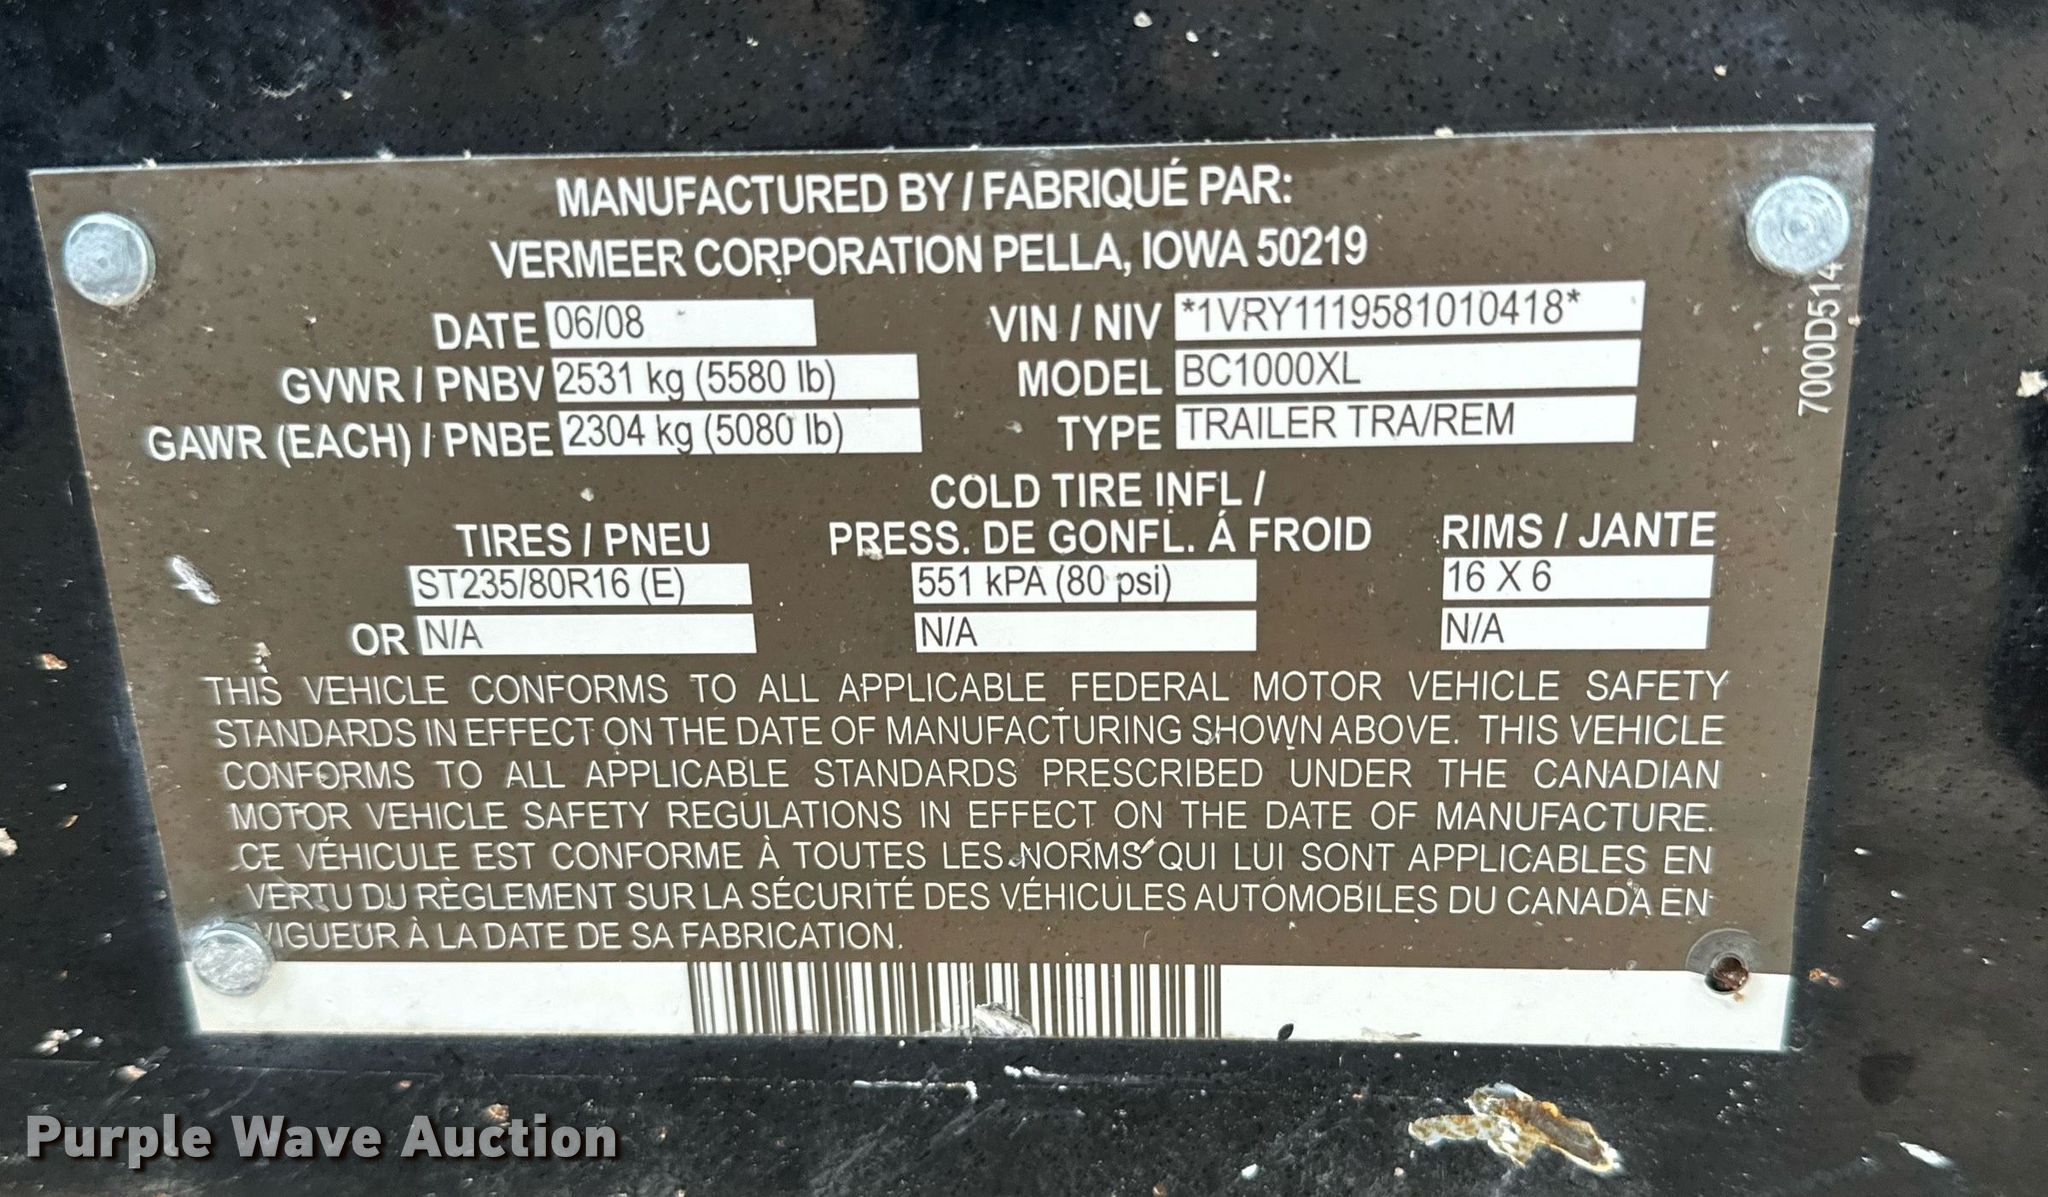 MANUFACTURED BY / FABRIQUÉ PAR:
VERMEER CORPORATION PELLA, IOWA 50219
DATE 06/08
VIN / NIV *1VRY1119581010418*
GVWR / PNBV 2531 kg (5580 lb)
MODEL BC1000XL
GAWR (EACH) / PNBE 2304 kg (5080 lb)
TYPE TRAILER TRA/REM
7000D514
COLD TIRE INFL /
TIRES / PNEU PRESS. DE GONFL. Á FROID RIMS / JANTE
ST235/80R16 (E) 551 kPA (80 psi) 16 X 6
OR N/A N/A N/A
THIS VEHICLE CONFORMS TO ALL APPLICABLE FEDERAL MOTOR VEHICLE SAFETY
STANDARDS IN EFFECT ON THE DATE OF MANUFACTURING SHOWN ABOVE. THIS VEHICLE
CONFORMS TO ALL APPLICABLE STANDARDS PRESCRIBED UNDER THE CANADIAN
MOTOR VEHICLE SAFETY REGULATIONS IN EFFECT ON THE DATE OF MANUFACTURE.
CE VÉHICULE EST CONFORME À TOUTES LES NORMS QUI LUI SONT APPLICABLES EN
VERTU DU RÈGLEMENT SUR LA SÉCURITÉ DES VÉHICULES AUTOMOBILES DU CANADA EN
VIGUEUR À LA DATE DE SA FABRICATION.
Purple Wave Auction